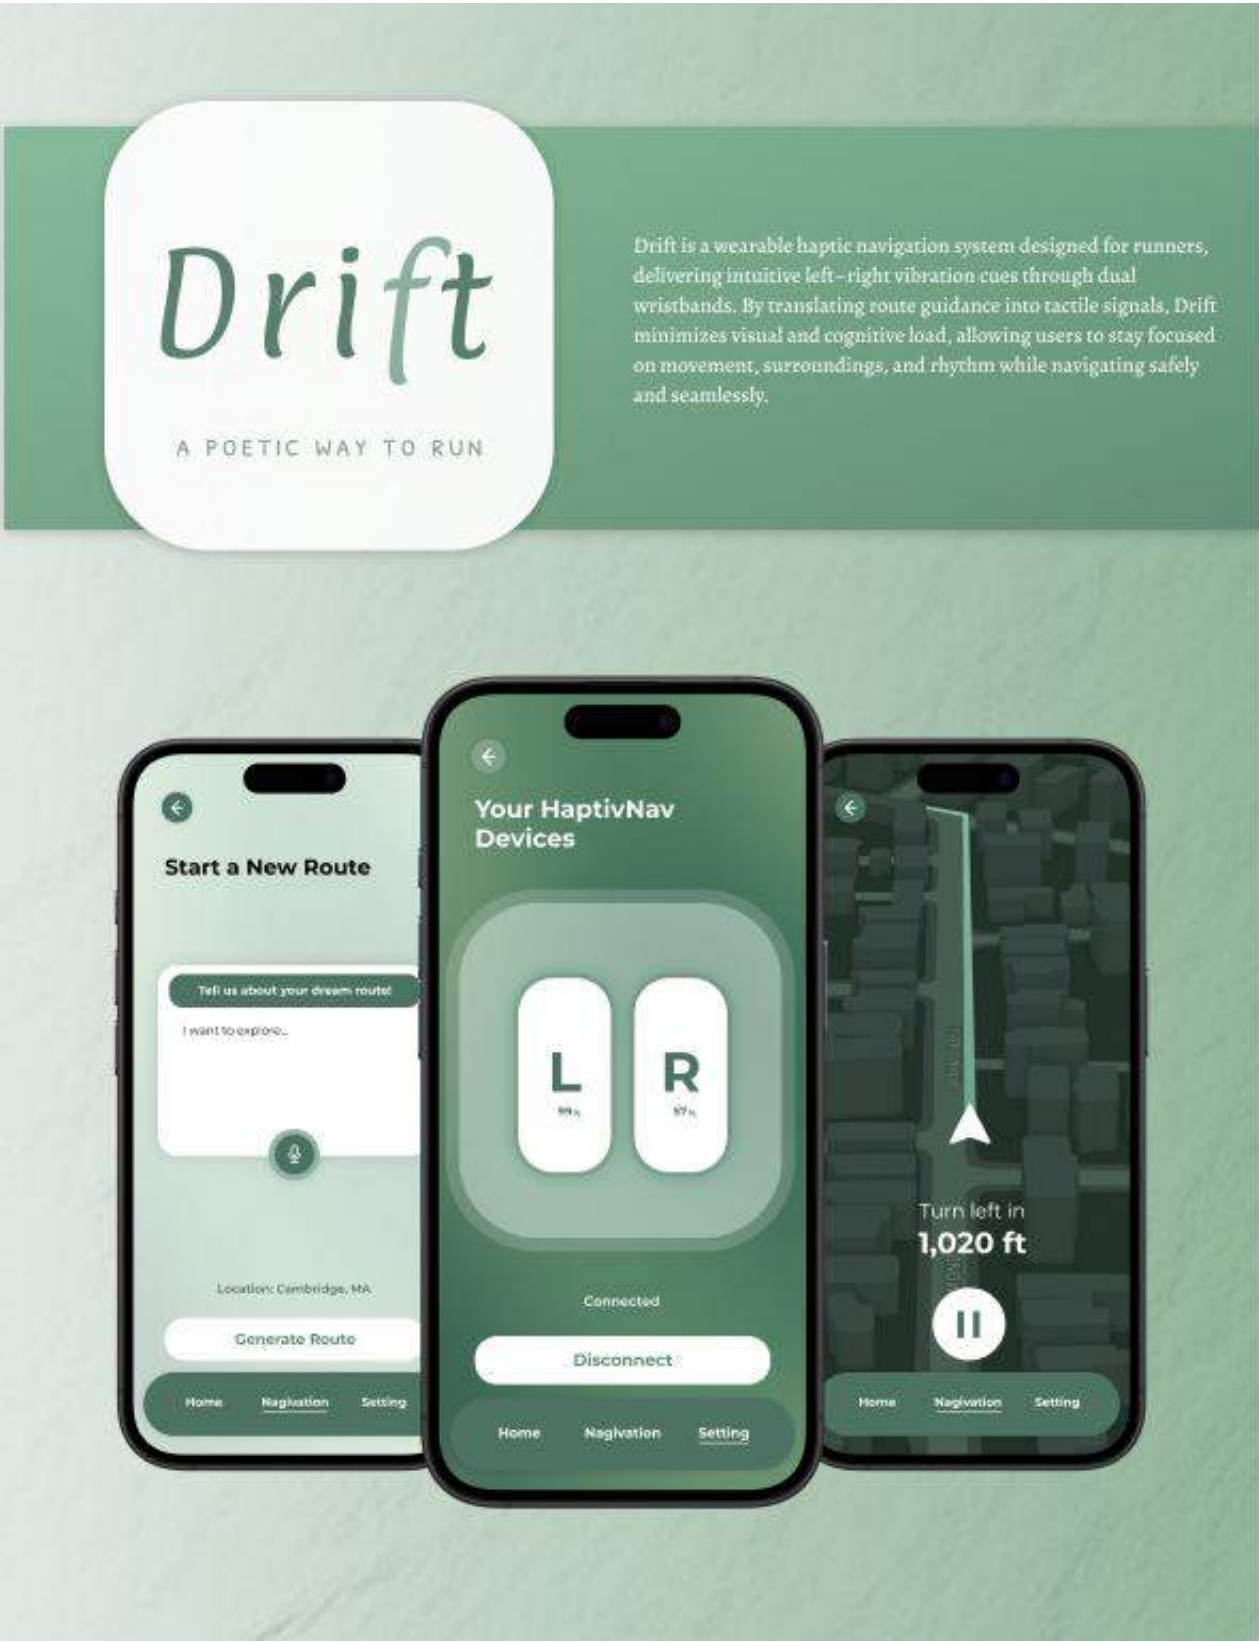 Drift
A POETIC WAY TO RUN
Drift is a wearable haptic navigation system designed for runners,
delivering intuitive left–right vibration cues through dual
wristbands. By translating route guidance into tactile signals, Drift
minimizes visual and cognitive load, allowing users to stay focused
on movement, surroundings, and rhythm while navigating safely
and seamlessly.
Start a New Route
Tell us about your dream route!
I want to explore...
Location: Cambridge, MA
Generate Route
Home Nagivation Setting
Your HaptivNav
Devices
L R
99% 97%
Connected
Disconnect
Home Nagivation Setting
Turn left in
1,020 ft
Home Nagivation Setting